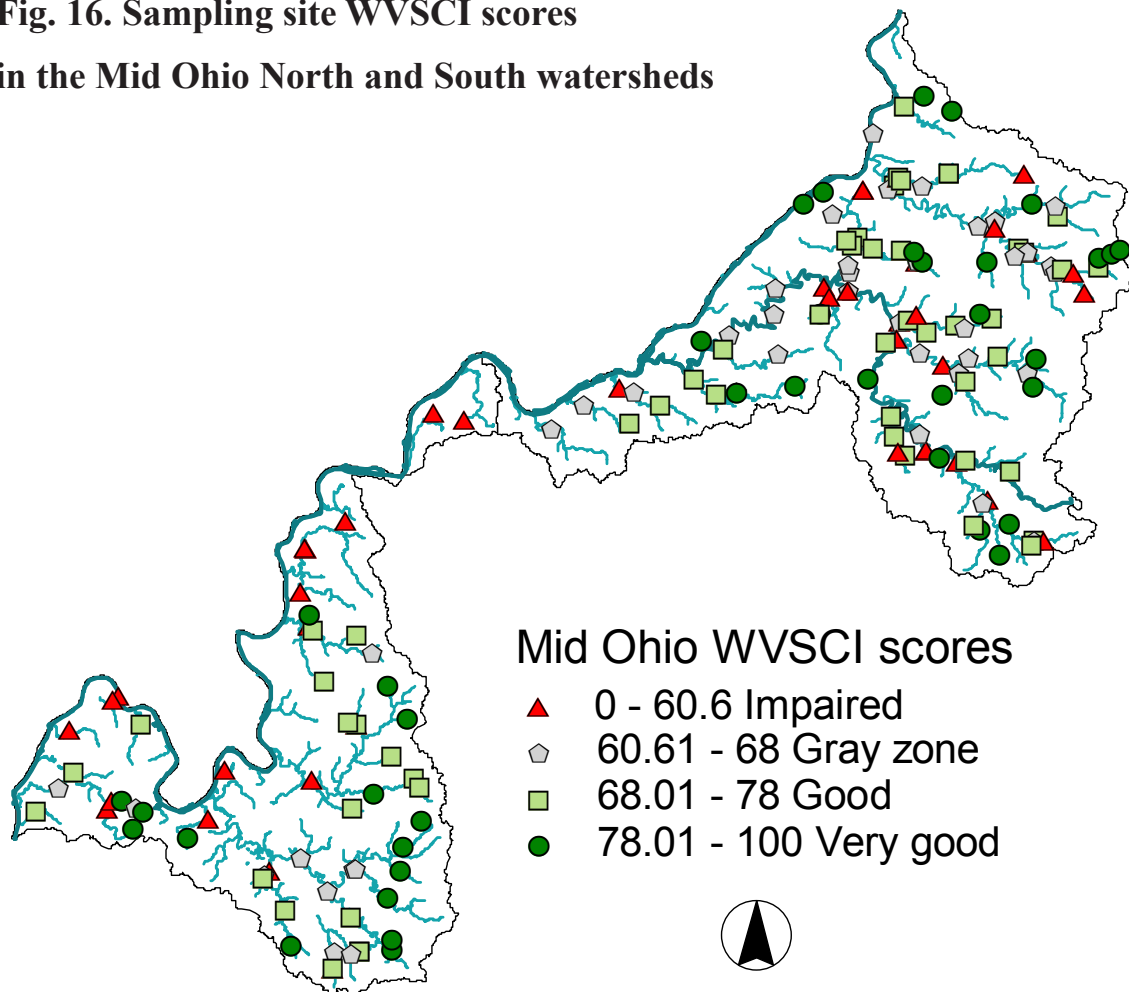 Fig. 16. Sampling site WVSCI scores
in the Mid Ohio North and South watersheds
Mid Ohio WVSCI scores
0 - 60.6 Impaired
60.61 - 68 Gray zone
68.01 - 78 Good
78.01 - 100 Very good